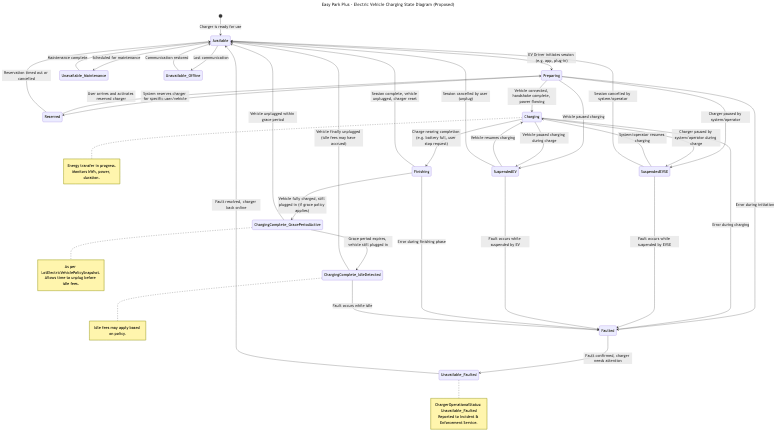 Easy Park Plus - Electric Vehicle Charging State Diagram (Proposed)
Charger is ready for use
Available
Maintenance complete
Scheduled for maintenance
Communication restored
Lost communication
EV Driver initiates session
(e.g. app, plug in)
Reservation timed out or
cancelled
Unavailable_Maintenance
Unavailable_Offline
Preparing
User arrives and activates
reserved charger
System reserves charger
for specific user/vehicle
Session complete, vehicle
unplugged, charger reset
Session cancelled by user
(unplug)
Vehicle connected,
handshake complete,
power flowing
Session cancelled by
system/operator
Reserved
Vehicle unplugged within
grace period
Charging
Vehicle paused charging
Charger paused by
system/operator
Vehicle finally unplugged
(idle fees may have
accrued)
Charge nearing completion
(e.g. battery full, user
stop request)
Vehicle resumes charging
Vehicle paused charging
during charge
System/operator resumes
charging
Charger paused by
system/operator during
charge
Energy transfer in progress.
Monitors kWh, power,
duration.
Finishing
SuspendedEV
SuspendedEVSE
Fault resolved, charger
back online
Vehicle fully charged, still
plugged in (if grace policy
applies)
Error during initiation
Error during charging
ChargingComplete_GracePeriodActive
Grace period expires,
vehicle still plugged in
Error during finishing phase
Fault occurs while
suspended by EV
Fault occurs while
suspended by EVSE
As per
LotElectricVehiclePolicySnapshot.
Allows time to unplug before
idle fees.
ChargingComplete_IdleDetected
Fault occurs while idle
Idle fees may apply based
on policy.
Faulted
Fault confirmed, charger
needs attention
Unavailable_Faulted
ChargerOperationalStatus:
Unavailable_Faulted
Reported to Incident &
Enforcement Service.